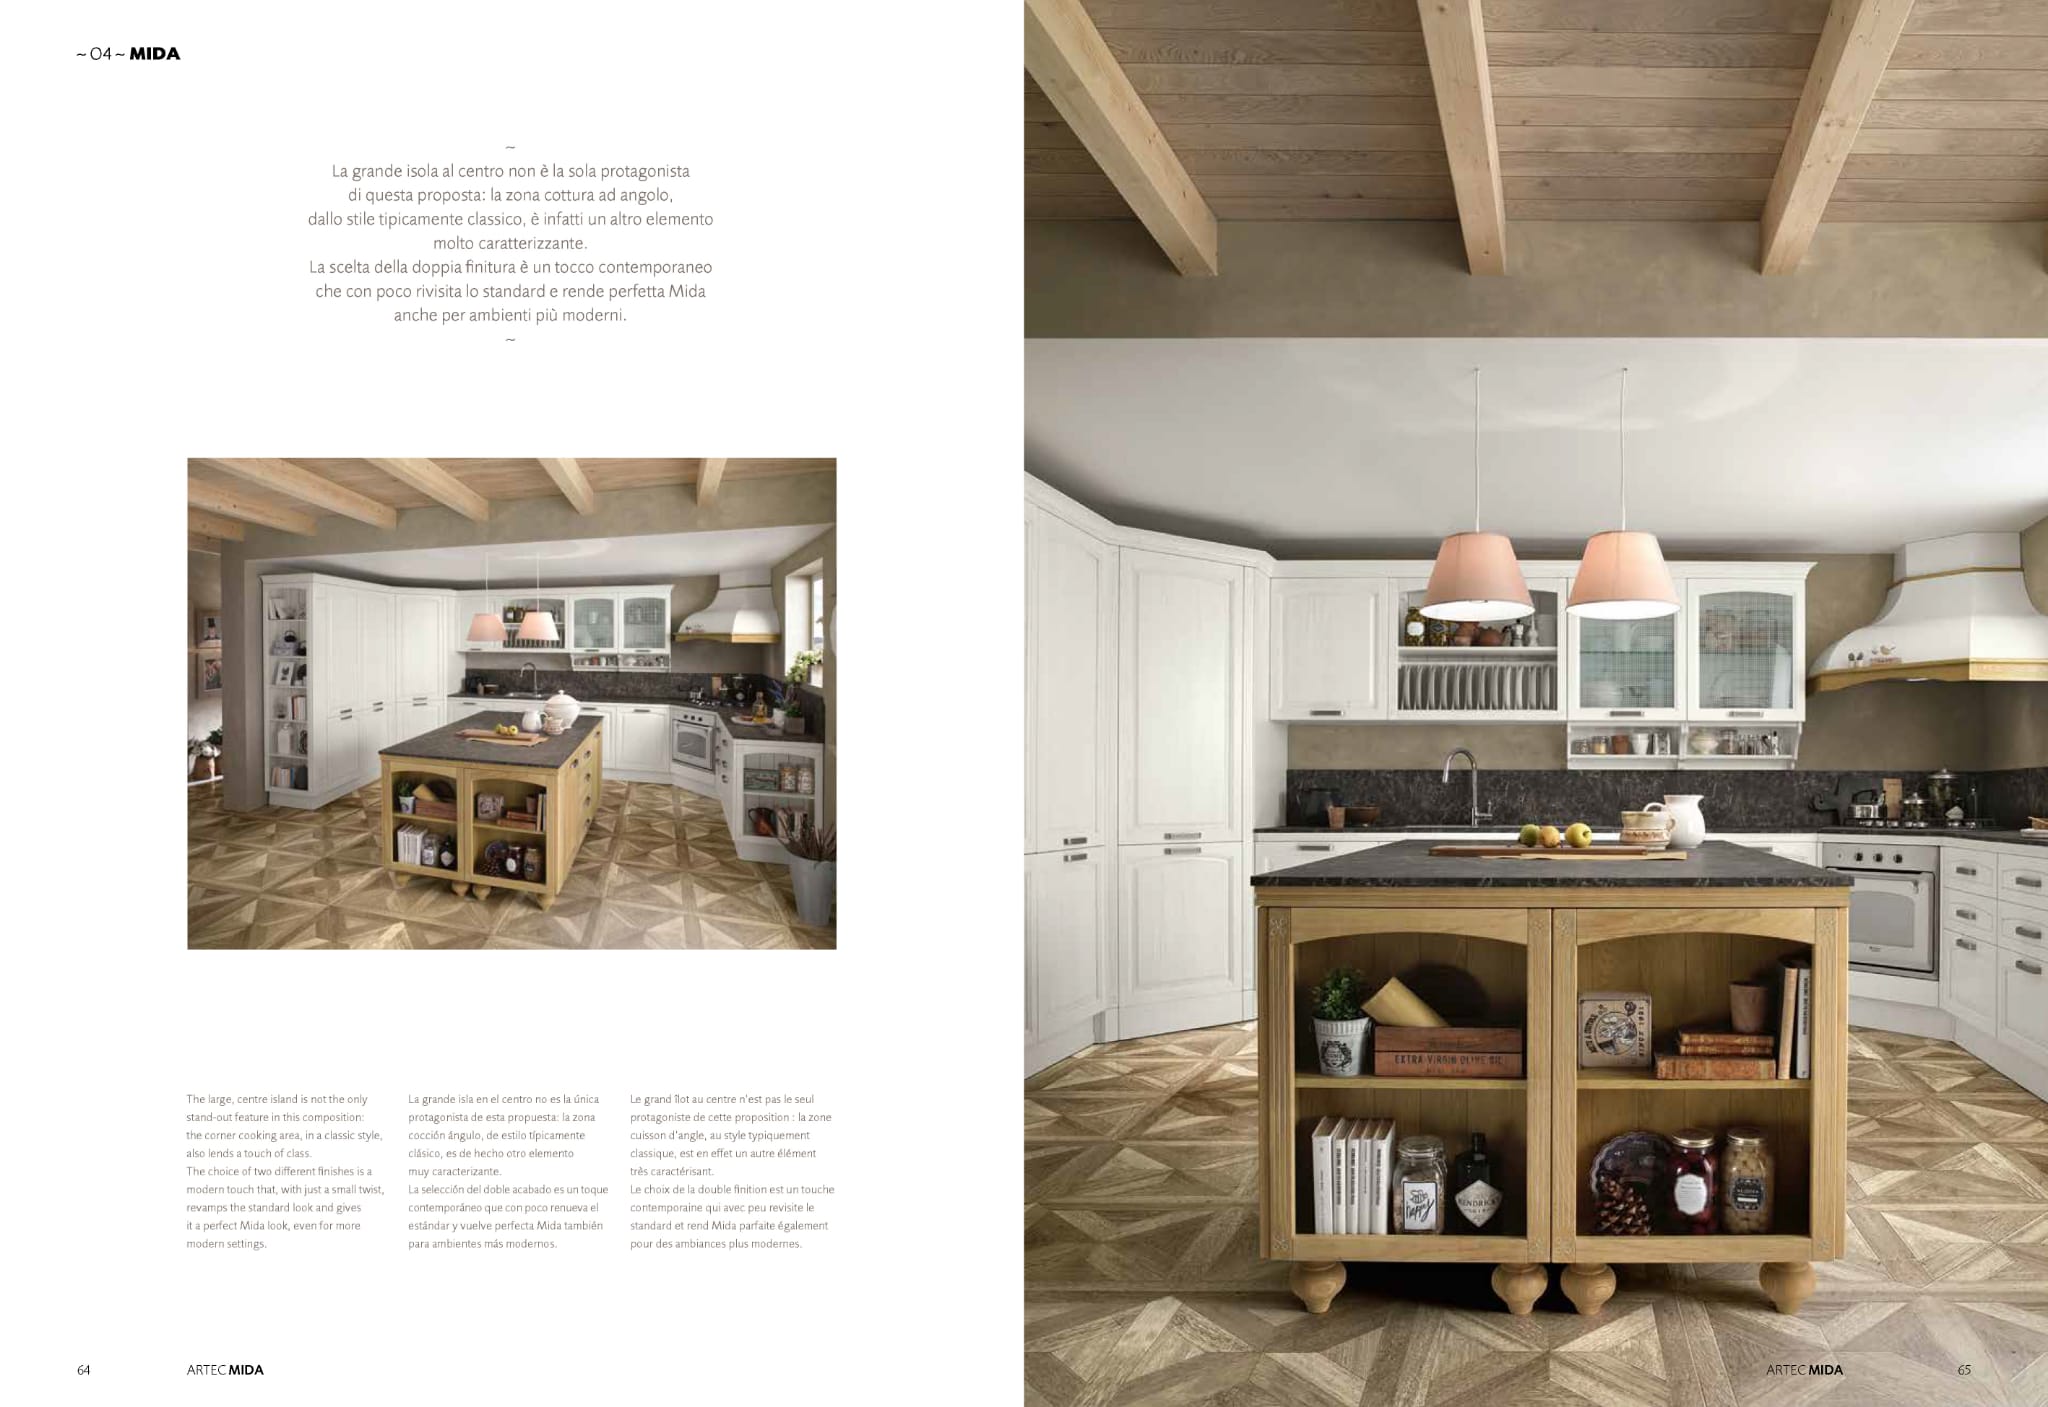 ~ 04 ~ MIDA
~
La grande isola al centro non è la sola protagonista
di questa proposta: la zona cottura ad angolo,
dallo stile tipicamente classico, è infatti un altro elemento
molto caratterizzante.
La scelta della doppia finitura è un tocco contemporaneo
che con poco rivisita lo standard e rende perfetta Mida
anche per ambienti più moderni.
~
The large, centre island is not the only
stand-out feature in this composition:
the corner cooking area, in a classic style,
also lends a touch of class.
The choice of two different finishes is a
modern touch that, with just a small twist,
revamps the standard look and gives
it a perfect Mida look, even for more
modern settings.
La grande isla en el centro no es la única
protagonista de esta propuesta: la zona
cocción ángulo, de estilo típicamente
clásico, es de hecho otro elemento
muy caracterizante.
La selección del doble acabado es un toque
contemporáneo que con poco renueva el
estándar y vuelve perfecta Mida también
para ambientes más modernos.
Le grand îlot au centre n'est pas le seul
protagoniste de cette proposition : la zone
cuisson d'angle, au style typiquement
classique, est en effet un autre élément
très caractérisant.
Le choix de la double finition est un touche
contemporaine qui avec peu revisite le
standard et rend Mida parfaite également
pour des ambiances plus modernes.
64
ARTEC MIDA
EXTRA VIRGIN OLIVE OIL
HENDRICK'S
ARTEC MIDA
65